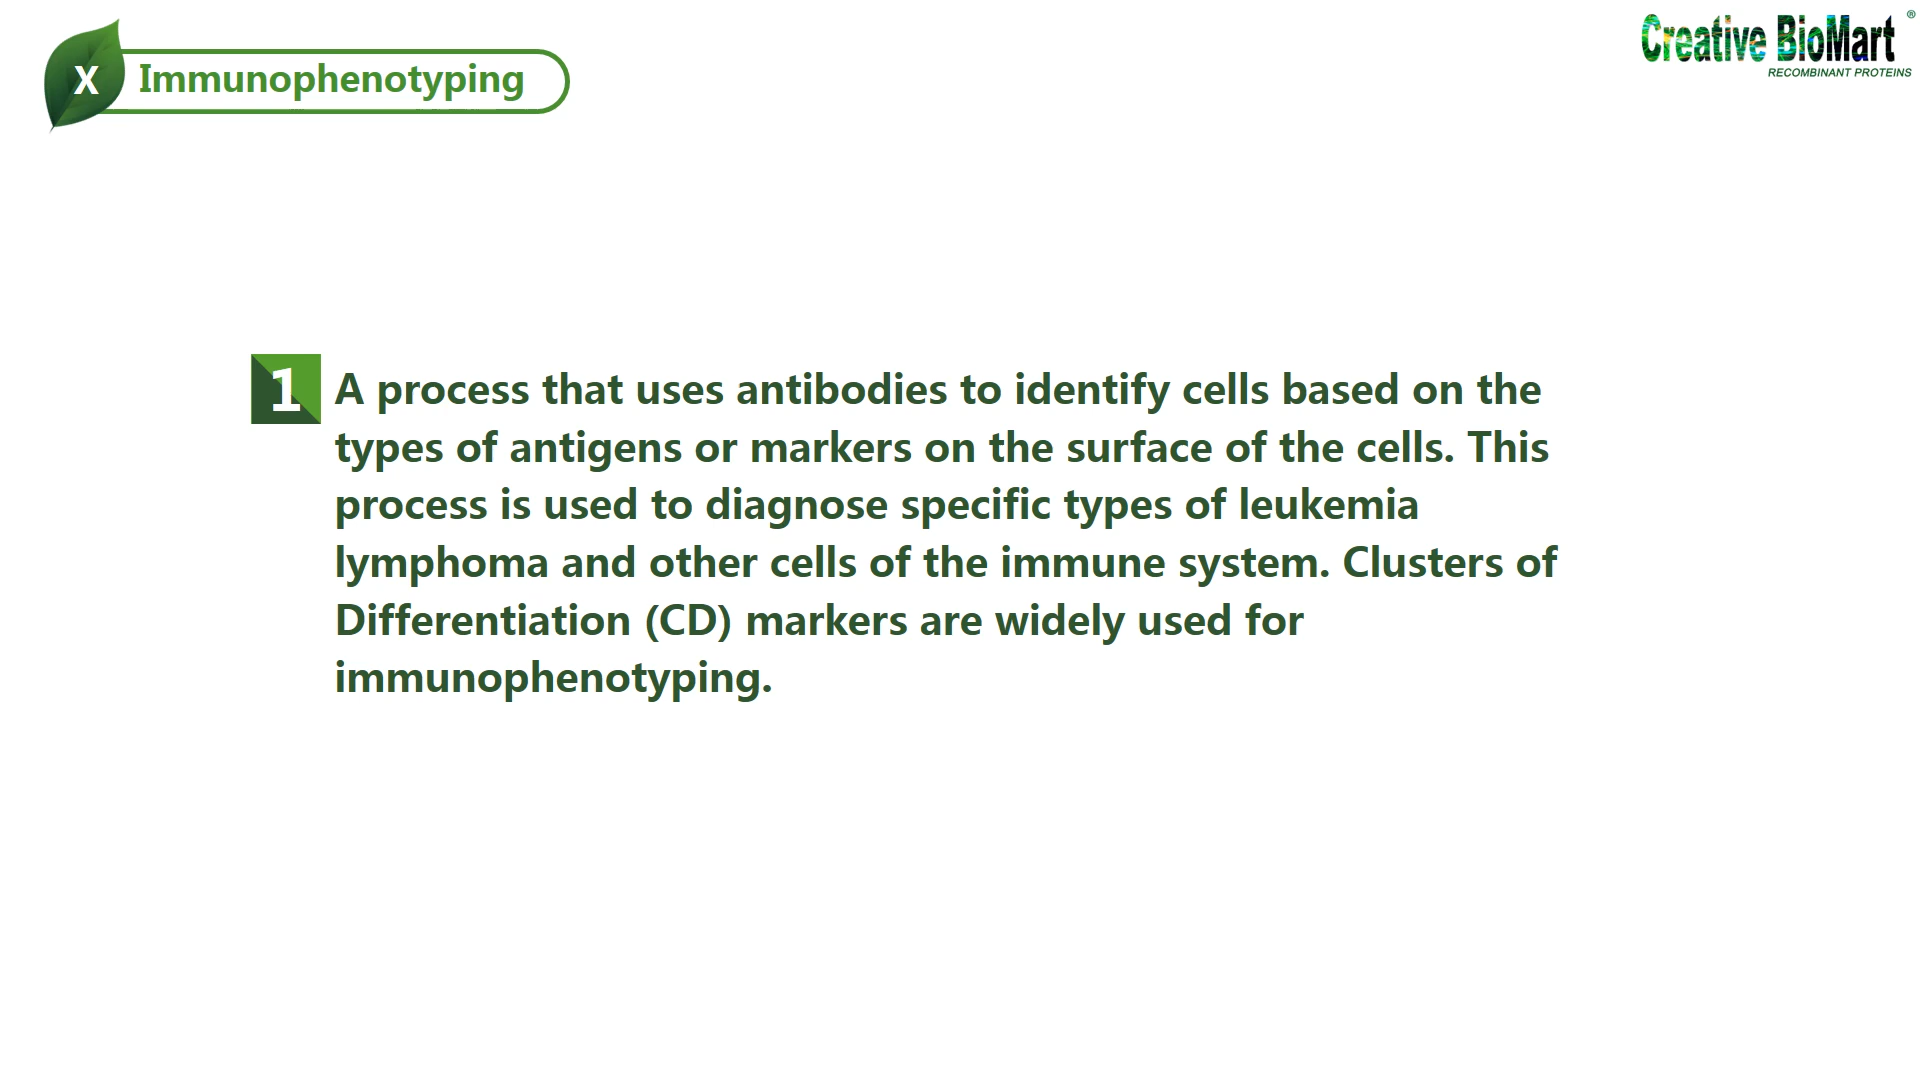 X Immunophenotyping
Creative BioMart ®
RECOMBINANT PROTEINS
1 A process that uses antibodies to identify cells based on the
types of antigens or markers on the surface of the cells. This
process is used to diagnose specific types of leukemia
lymphoma and other cells of the immune system. Clusters of
Differentiation (CD) markers are widely used for
immunophenotyping.